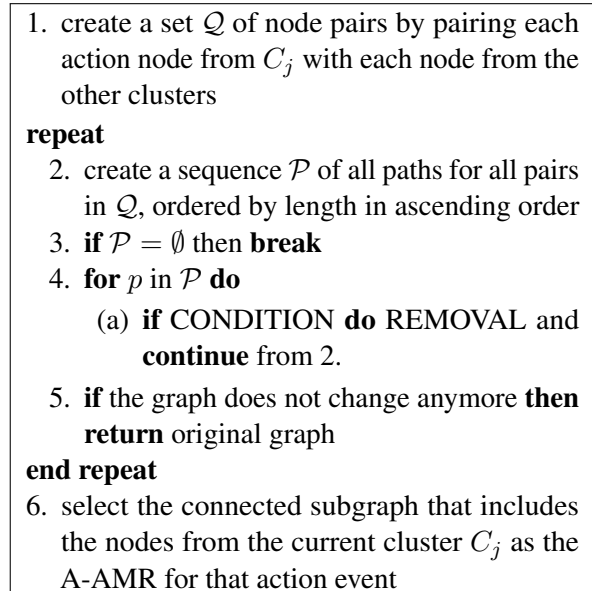 1. create a set 𝒬 of node pairs by pairing each
action node from C_j with each node from the
other clusters
repeat
2. create a sequence 𝒫 of all paths for all pairs
in 𝒬, ordered by length in ascending order
3. if 𝒫 = ∅ then break
4. for p in 𝒫 do
(a) if CONDITION do REMOVAL and
continue from 2.
5. if the graph does not change anymore then
return original graph
end repeat
6. select the connected subgraph that includes
the nodes from the current cluster C_j as the
A-AMR for that action event